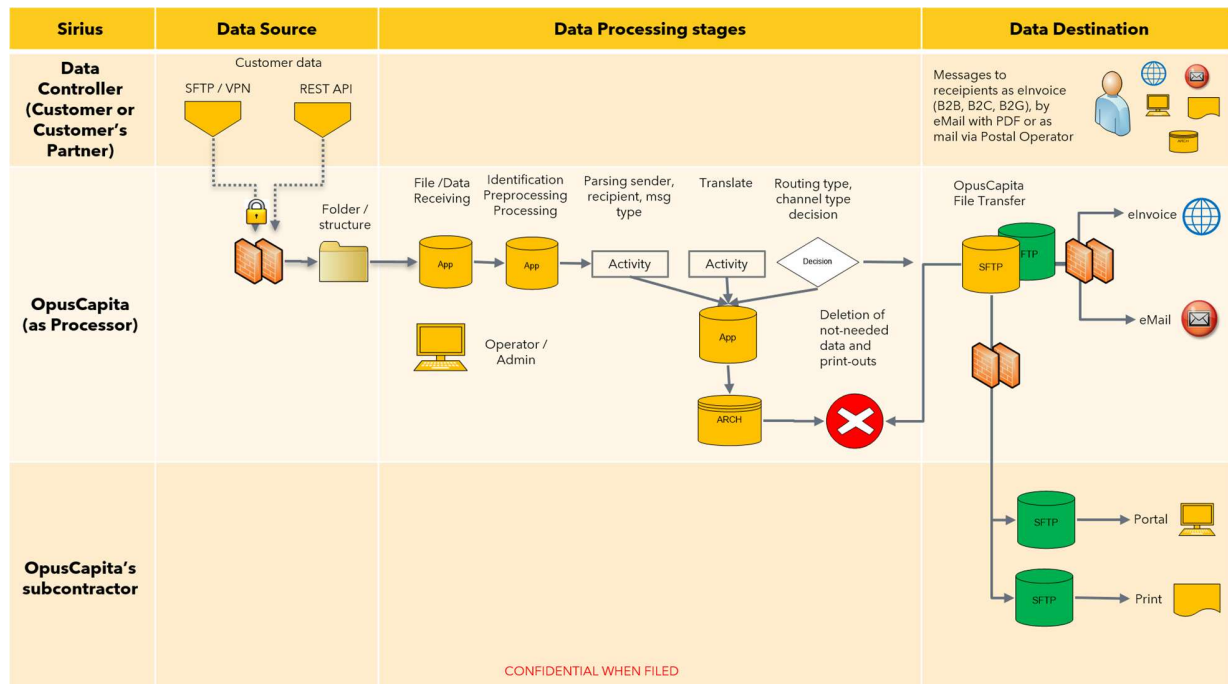 Sirius
Data Source
Data Processing stages
Data Destination
Data
Controller
(Customer or
Customer's
Partner)
Customer data
SFTP / VPN
REST API
Messages to
receipients as eInvoice
(B2B, B2C, B2G), by
eMail with PDF or as
mail via Postal Operator
ARCH
OpusCapita
(as Processor)
Folder /
structure
File /Data
Receiving
Identification
Preprocessing
Processing
Parsing sender,
recipient, msg
type
Translate
Routing type,
channel type
decision
OpusCapita
File Transfer
App
App
Activity
Activity
Decision
SFTP
FTP
eInvoice
eMail
Operator /
Admin
App
ARCH
Deletion of
not-needed
data and
print-outs
OpusCapita's
subcontractor
SFTP
Portal
SFTP
Print
CONFIDENTIAL WHEN FILED